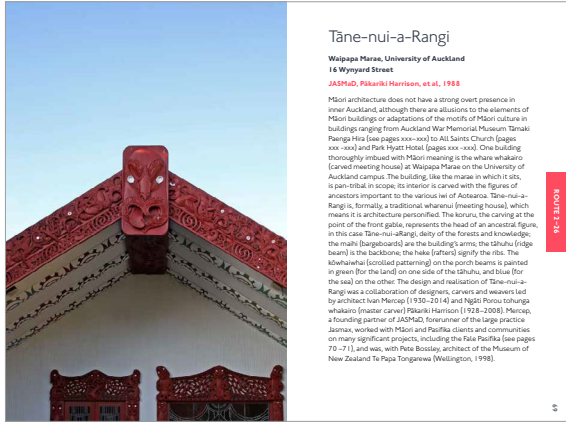 Tāne-nui-a-Rangi
Waipapa Marae, University of Auckland
16 Wynyard Street
JASMaD, Pākariki Harrison, et al, 1988
Māori architecture does not have a strong overt presence in
inner Auckland, although there are allusions to the elements of
Māori buildings or adaptations of the motifs of Māori culture in
buildings ranging from Auckland War Memorial Museum Tāmaki
Paenga Hira (see pages xxx–xxx) to All Saints Church (pages
xxx -xxx) and Park Hyatt Hotel (pages xxx -xxx). One building
thoroughly imbued with Māori meaning is the whare whakairo
(carved meeting house) at Waipapa Marae on the University of
Auckland campus .The building, like the marae in which it sits,
is pan-tribal in scope; its interior is carved with the figures of
ancestors important to the various iwi of Aotearoa. Tāne-nui-a-
Rangi is, formally, a traditional wharenui (meeting house), which
means it is architecture personified. The koruru, the carving at the
point of the front gable, represents the head of an ancestral figure,
in this case Tāne-nui-aRangi, deity of the forests and knowledge;
the maihi (bargeboards) are the building's arms; the tāhuhu (ridge
beam) is the backbone; the heke (rafters) signify the ribs. The
kōwhaiwhai (scrolled patterning) on the porch beams is painted
in green (for the land) on one side of the tāhuhu, and blue (for
the sea) on the other. The design and realisation of Tāne-nui-a-
Rangi was a collaboration of designers, carvers and weavers led
by architect Ivan Mercep (1930–2014) and Ngāti Porou tohunga
whakairo (master carver) Pākariki Harrison (1928–2008). Mercep,
a founding partner of JASMaD, forerunner of the large practice
Jasmax, worked with Māori and Pasifika clients and communities
on many significant projects, including the Fale Pasifika (see pages
70 -71), and was, with Pete Bossley, architect of the Museum of
New Zealand Te Papa Tongarewa (Wellington, 1998).
ROUTE 2 -26
69